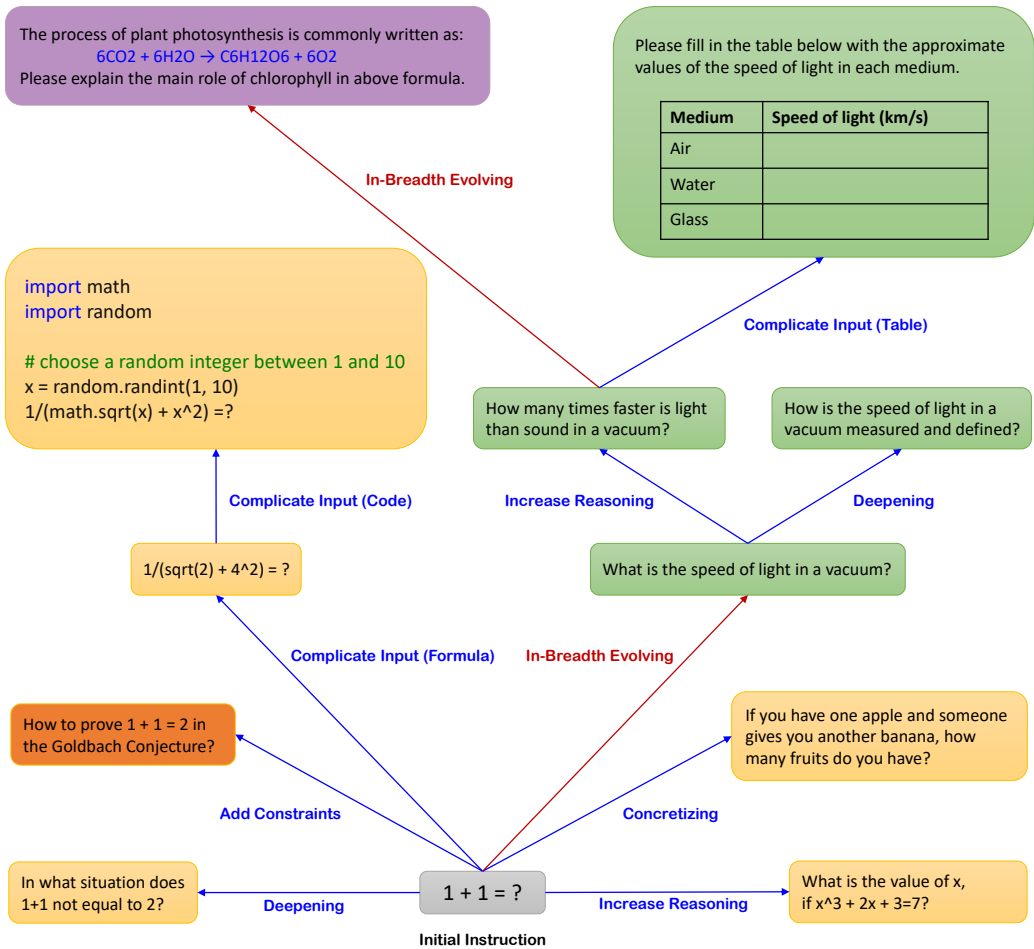 The process of plant photosynthesis is commonly written as:
6CO2 + 6H2O → C6H12O6 + 6O2
Please explain the main role of chlorophyll in above formula.
Please fill in the table below with the approximate
values of the speed of light in each medium.
Medium Speed of light (km/s)
Air
Water
Glass
In-Breadth Evolving
import math
import random
# choose a random integer between 1 and 10
x = random.randint(1, 10)
1/(math.sqrt(x) + x^2) =?
Complicate Input (Table)
How many times faster is light
than sound in a vacuum?
How is the speed of light in a
vacuum measured and defined?
Complicate Input (Code)
Increase Reasoning
Deepening
1/(sqrt(2) + 4^2) = ?
What is the speed of light in a vacuum?
Complicate Input (Formula)
In-Breadth Evolving
How to prove 1 + 1 = 2 in
the Goldbach Conjecture?
If you have one apple and someone
gives you another banana, how
many fruits do you have?
Add Constraints
Concretizing
In what situation does
1+1 not equal to 2?
Deepening
1 + 1 = ?
Increase Reasoning
What is the value of x,
if x^3 + 2x + 3=7?
Initial Instruction